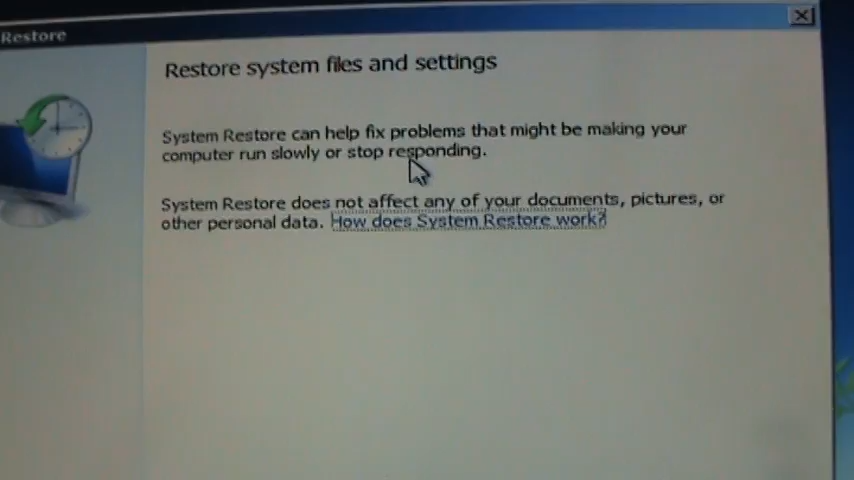 Restore
Restore system files and settings
System Restore can help fix problems that might be making your
computer run slowly or stop responding.
System Restore does not affect any of your documents, pictures, or
other personal data. How does System Restore work?